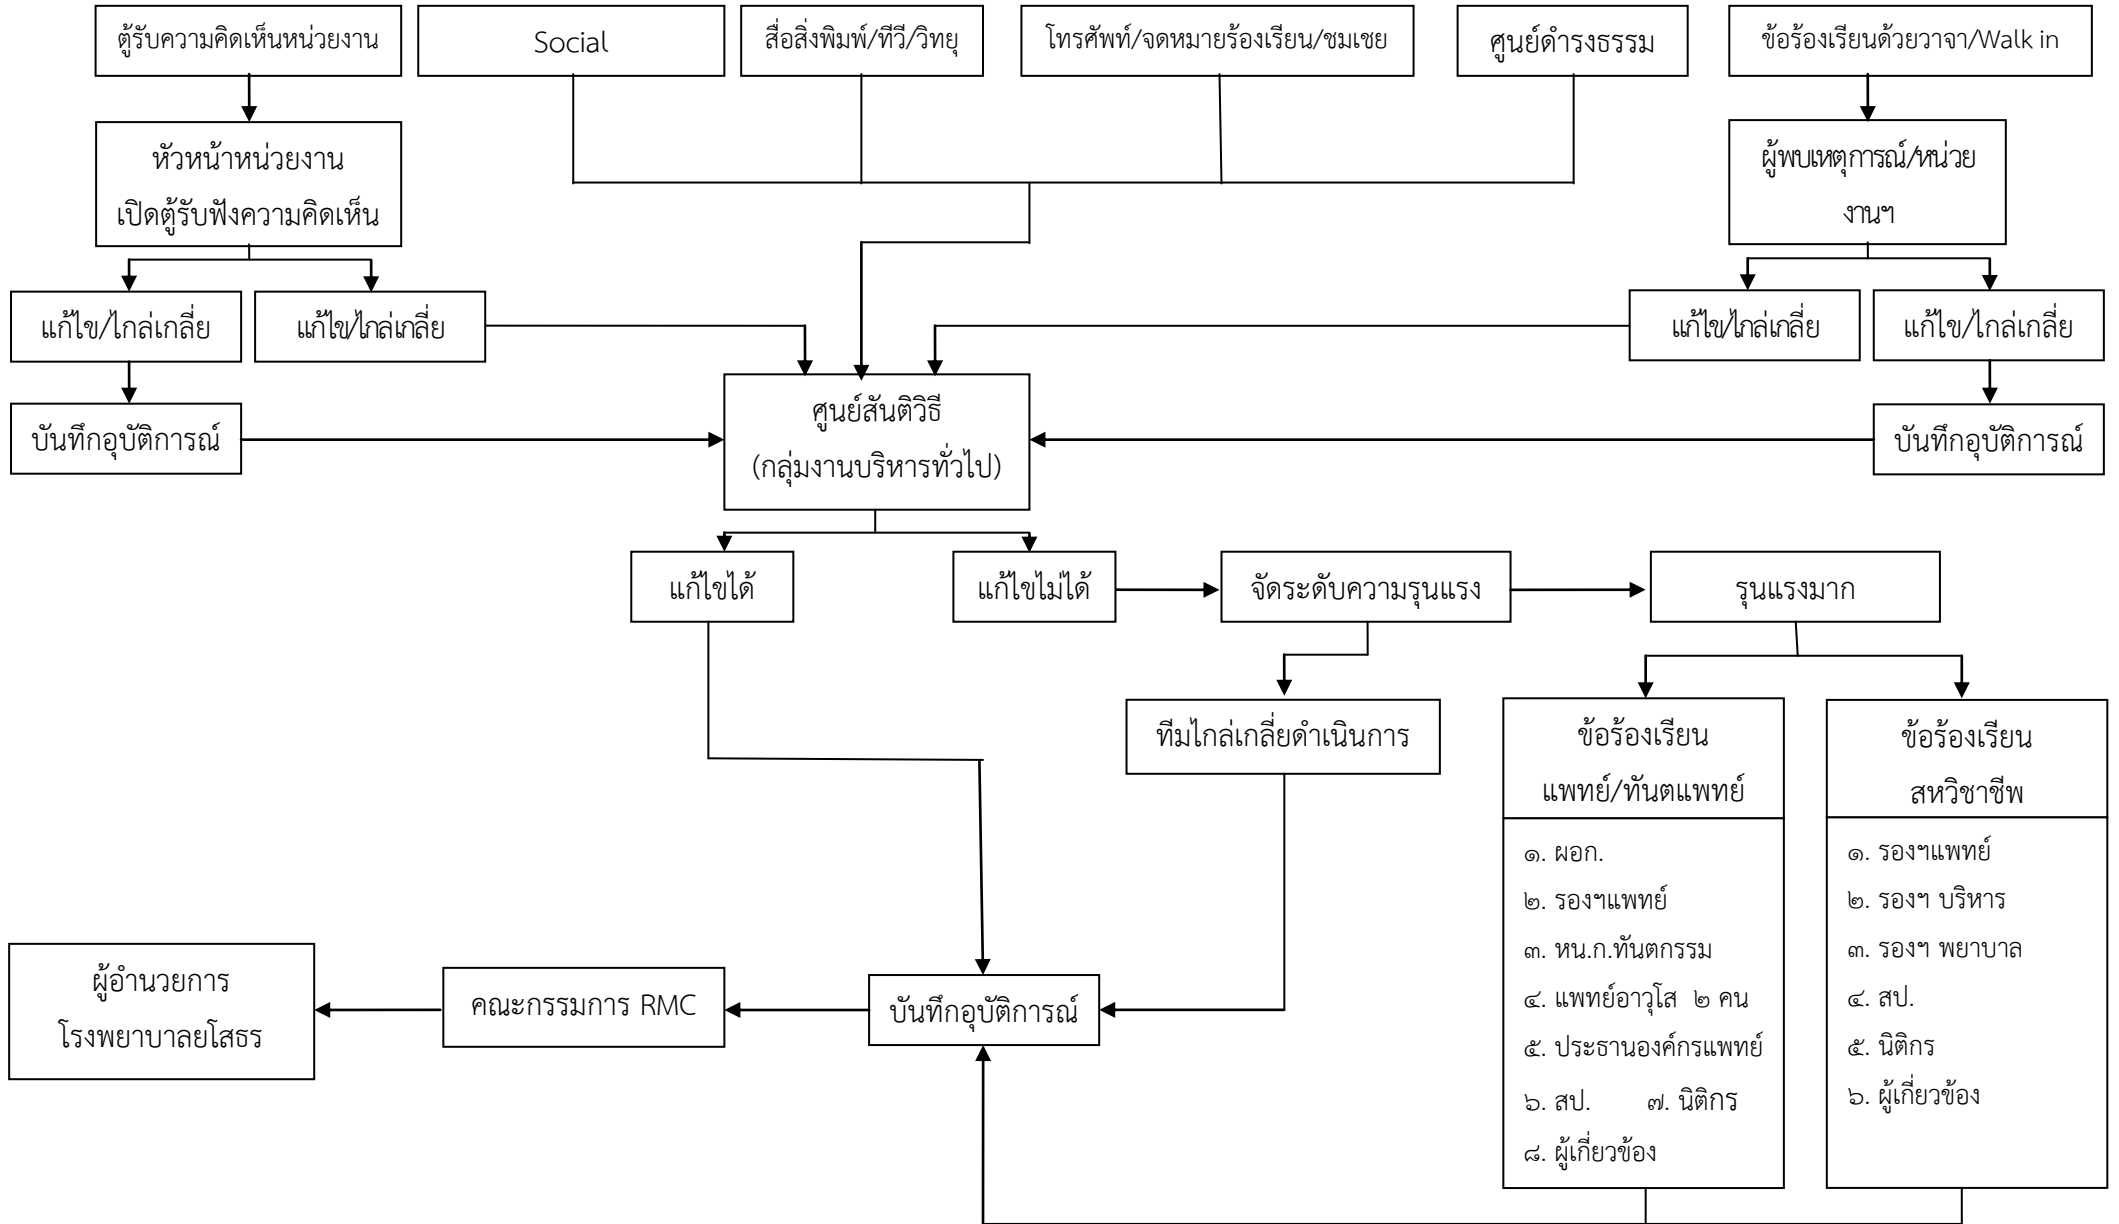 ตู้รับความคิดเห็นหน่วยงาน
Social
สื่อสิ่งพิมพ์/ทีวี/วิทยุ
โทรศัพท์/จดหมายร้องเรียน/ชมเชย
ศูนย์ดำรงธรรม
ข้อร้องเรียนด้วยวาจา/Walk in
หัวหน้าหน่วยงาน
เปิดตู้รับฟังความคิดเห็น
ผู้พบเหตุการณ์/หน่วย
งานฯ
แก้ไข/ไกล่เกลี่ย
แก้ไข/ไกล่เกลี่ย
แก้ไข/ไกล่เกลี่ย
แก้ไข/ไกล่เกลี่ย
บันทึกอุบัติการณ์
ศูนย์สันติวิธี
(กลุ่มงานบริหารทั่วไป)
บันทึกอุบัติการณ์
แก้ไขได้
แก้ไขไม่ได้
จัดระดับความรุนแรง
รุนแรงมาก
ทีมไกล่เกลี่ยดำเนินการ
ข้อร้องเรียน
แพทย์/ทันตแพทย์
๑. ผอก.
๒. รองฯแพทย์
๓. หน.ก.ทันตกรรม
๔. แพทย์อาวุโส ๒ คน
๕. ประธานองค์กรแพทย์
๖. สป. ๗. นิติกร
๘. ผู้เกี่ยวข้อง
ข้อร้องเรียน
สหวิชาชีพ
๑. รองฯแพทย์
๒. รองฯ บริหาร
๓. รองฯ พยาบาล
๔. สป.
๕. นิติกร
๖. ผู้เกี่ยวข้อง
ผู้อำนวยการ
โรงพยาบาลยโสธร
คณะกรรมการ RMC
บันทึกอุบัติการณ์